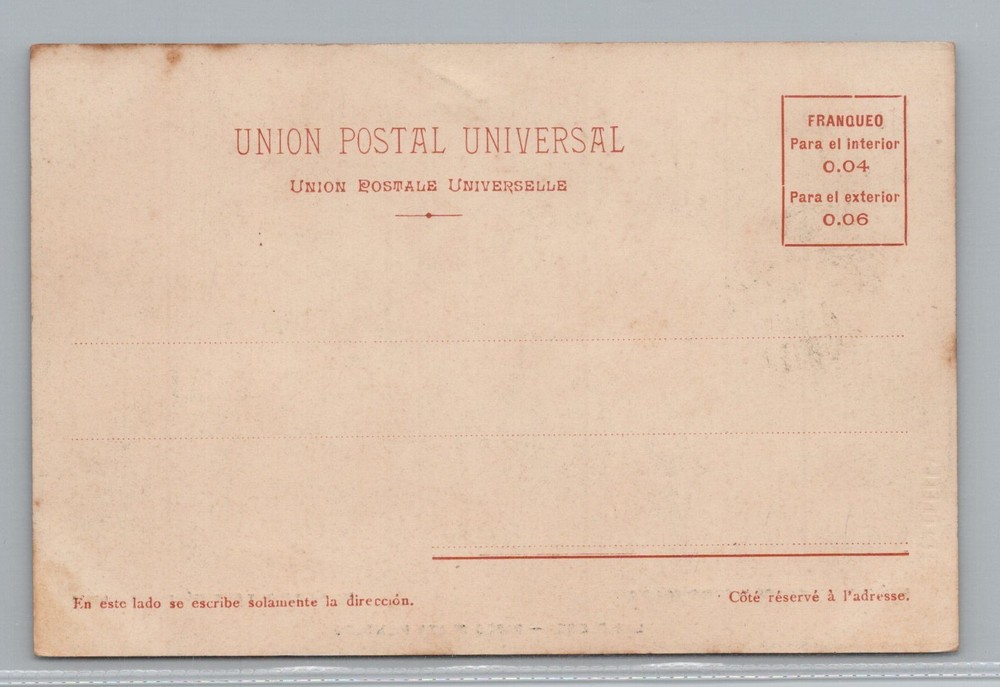 UNION POSTAL UNIVERSAL
UNION POSTALE UNIVERSELLE
FRANQUEO
Para el interior
0.04
Para el exterior
0.06
En este lado se escribe solamente la dirección.
Côté réservé à l'adresse.